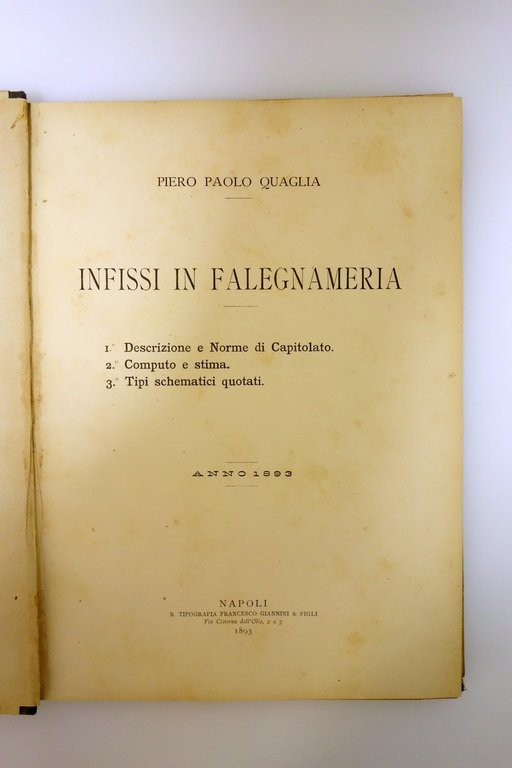 PIERO PAOLO QUAGLIA
INFISSI IN FALEGNAMERIA
1.° Descrizione e Norme di Capitolato.
2.° Computo e stima.
3.° Tipi schematici quotati.
ANNO 1893
NAPOLI
R. TIPOGRAFIA FRANCESCO GIANNINI & FIGLI
Via Cisterna dell'Olio, 2 a 7
1893